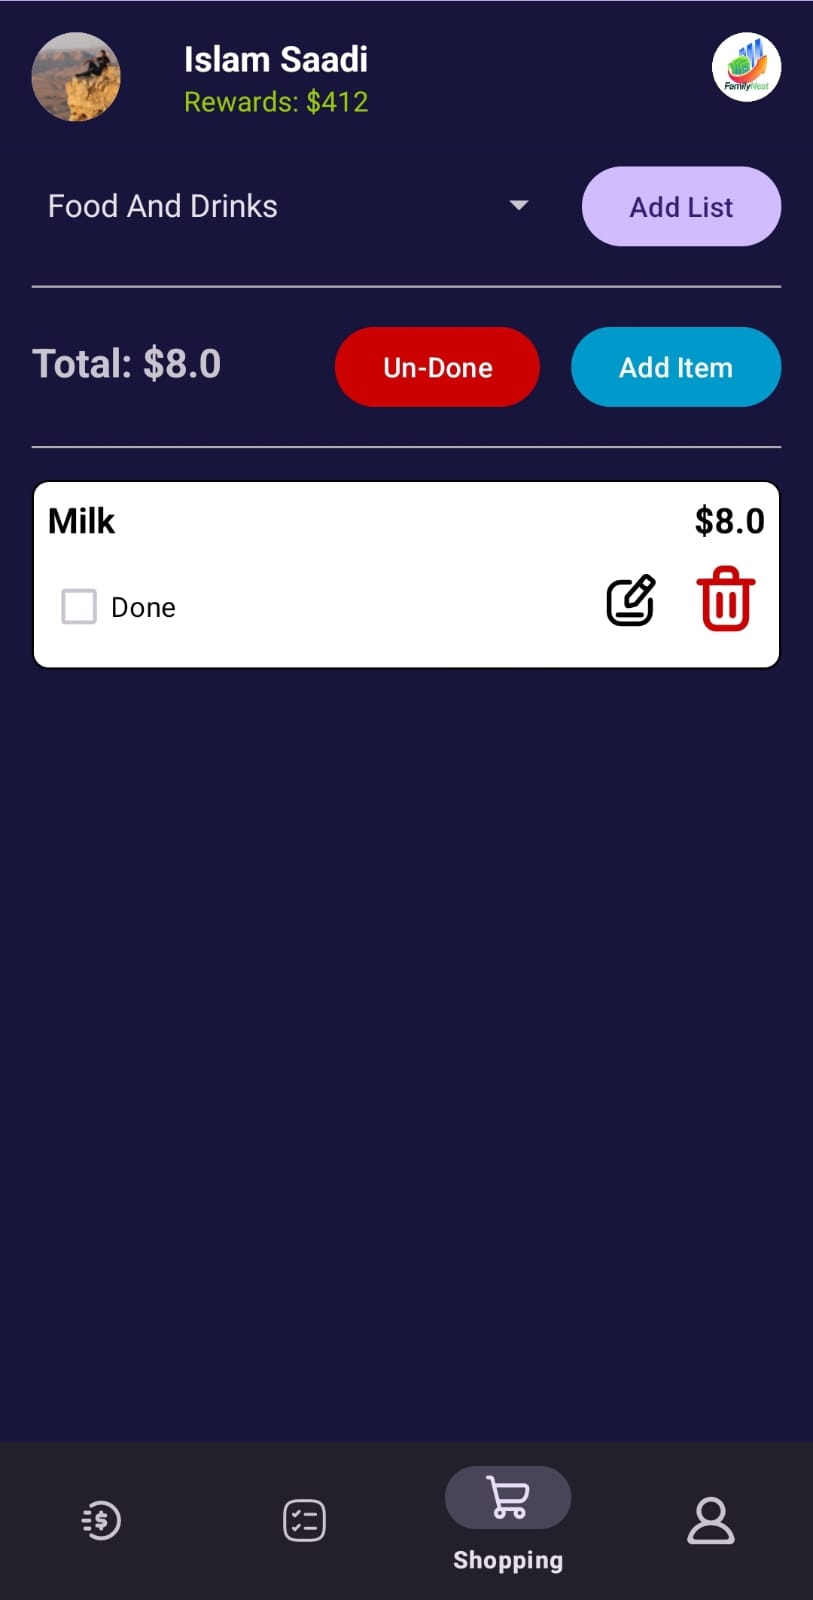 Islam Saadi
Rewards: $412
FamilyNest
Food And Drinks
Add List
Total: $8.0
Un-Done
Add Item
Milk
$8.0
Done
Shopping